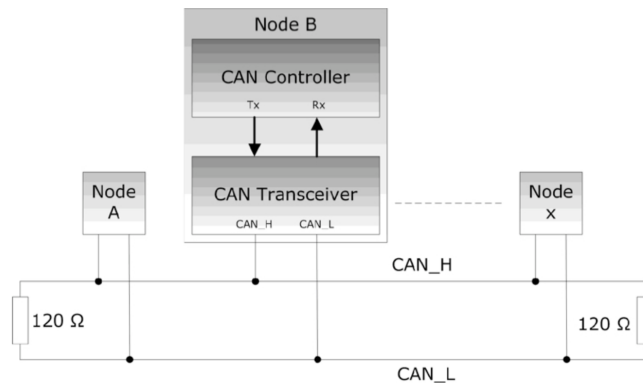 Node B
CAN Controller
Tx Rx
CAN Transceiver
CAN_H CAN_L
Node
A
Node
x
CAN_H
120 Ω
120 Ω
CAN_L